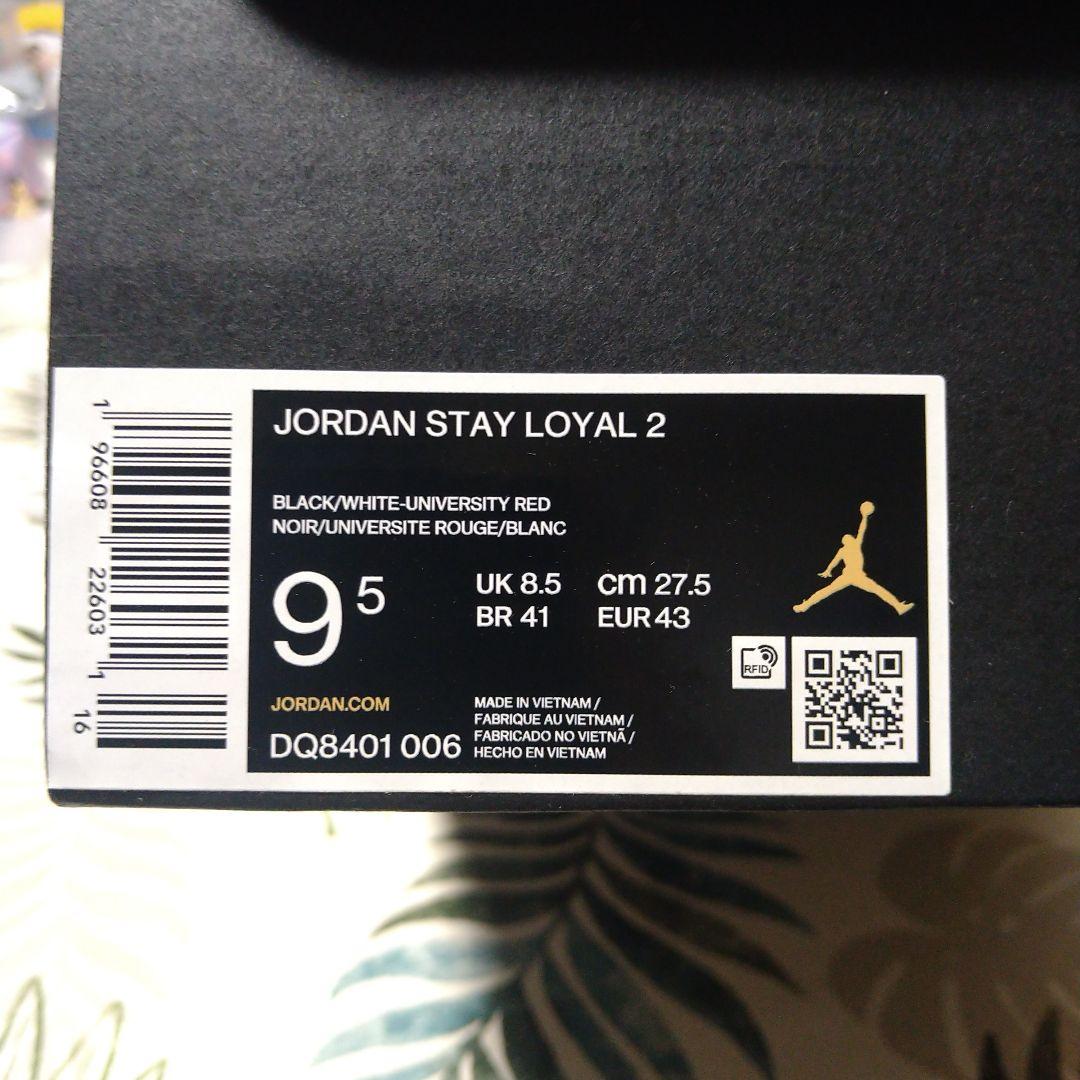 JORDAN STAY LOYAL 2
BLACK/WHITE-UNIVERSITY RED
NOIR/UNIVERSITE ROUGE/BLANC
9 5
UK 8.5 cm 27.5
BR 41 EUR 43
RFID
JORDAN.COM
DQ8401 006
MADE IN VIETNAM /
FABRIQUE AU VIETNAM /
FABRICADO NO VIETNÃ /
HECHO EN VIETNAM
1 96608 22603 1 16